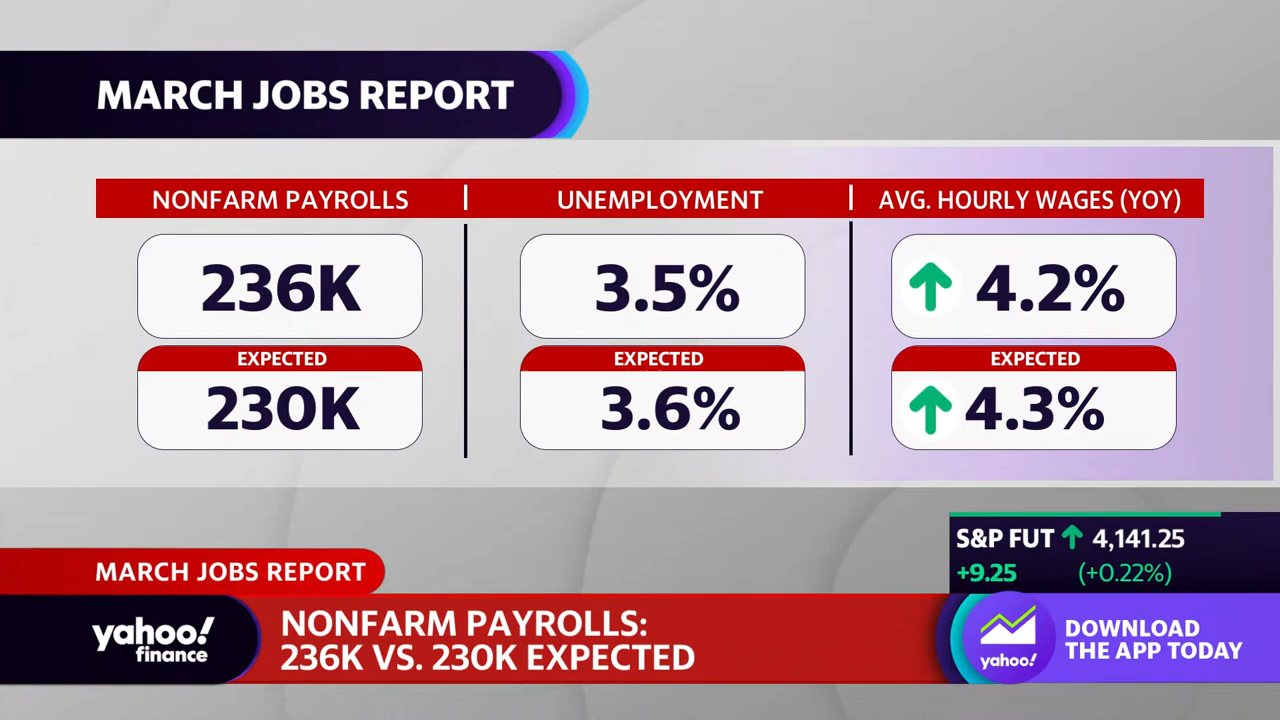 MARCH JOBS REPORT
NONFARM PAYROLLS
UNEMPLOYMENT
AVG. HOURLY WAGES (YOY)
236K
3.5%
4.2%
EXPECTED
EXPECTED
EXPECTED
230K
3.6%
4.3%
S&P FUT 4,141.25
+9.25 (+0.22%)
MARCH JOBS REPORT
yahoo!
finance
NONFARM PAYROLLS:
236K VS. 230K EXPECTED
yahoo!
DOWNLOAD
THE APP TODAY